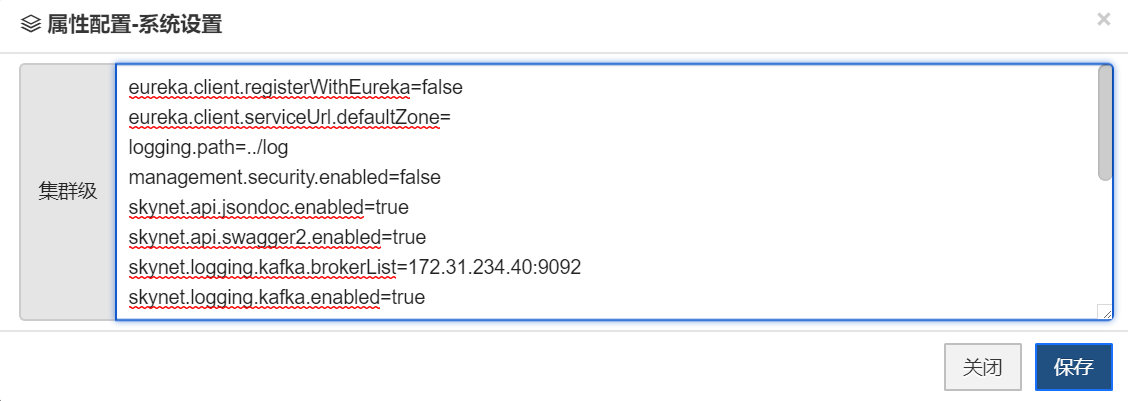 属性配置-系统设置
×
集群级
eureka.client.registerWithEureka=false
eureka.client.serviceUrl.defaultZone=
logging.path=../log
management.security.enabled=false
skynet.api.jsondoc.enabled=true
skynet.api.swagger2.enabled=true
skynet.logging.kafka.brokerList=172.31.234.40:9092
skynet.logging.kafka.enabled=true
关闭
保存